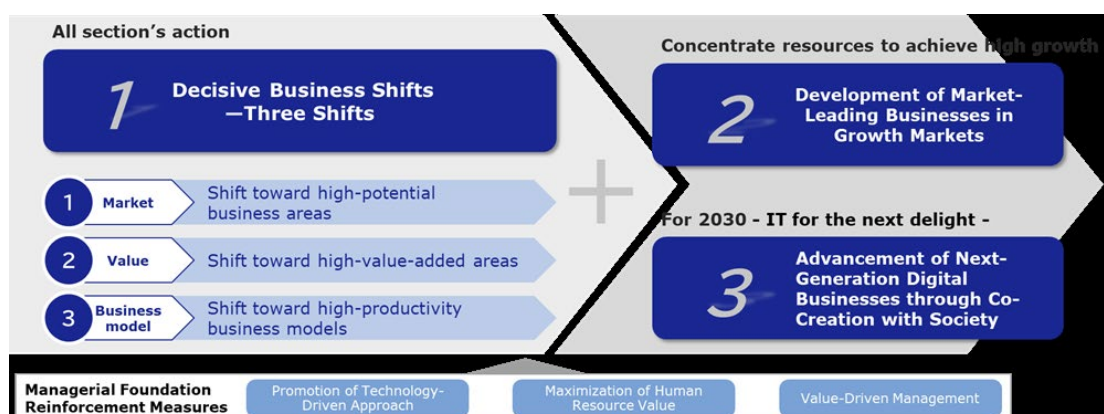 All section’s action
1
Decisive Business Shifts
—Three Shifts
1
Market
Shift toward high-potential
business areas
2
Value
Shift toward high-value-added areas
3
Business
model
Shift toward high-productivity
business models
+
Concentrate resources to achieve high growth
2
Development of Market-
Leading Businesses in
Growth Markets
For 2030 - IT for the next delight -
3
Advancement of Next-
Generation Digital
Businesses through Co-
Creation with Society
Managerial Foundation
Reinforcement Measures
Promotion of Technology-
Driven Approach
Maximization of Human
Resource Value
Value-Driven Management